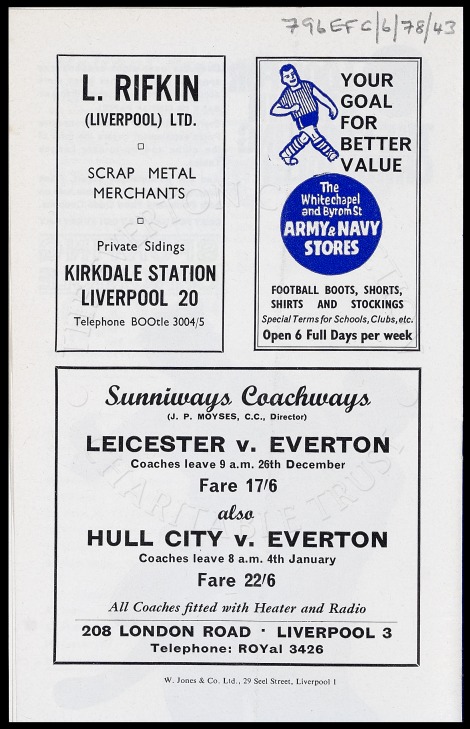 796EFC/6/78/43
L. RIFKIN
(LIVERPOOL) LTD.
SCRAP METAL
MERCHANTS
Private Sidings
KIRKDALE STATION
LIVERPOOL 20
Telephone BOOtle 3004/5
YOUR
GOAL
FOR
BETTER
VALUE
The
Whitechapel
and Byrom St
ARMY & NAVY
STORES
FOOTBALL BOOTS, SHORTS,
SHIRTS AND STOCKINGS
Special Terms for Schools, Clubs, etc.
Open 6 Full Days per week
Sunniways Coachways
(J. P. MOYSES, C.C., Director)
LEICESTER v. EVERTON
Coaches leave 9 a.m. 26th December
Fare 17/6
also
HULL CITY v. EVERTON
Coaches leave 8 a.m. 4th January
Fare 22/6
All Coaches fitted with Heater and Radio
208 LONDON ROAD · LIVERPOOL 3
Telephone: ROYal 3426
W. Jones & Co. Ltd., 29 Seel Street, Liverpool 1
EVERTON
CHARITABLE TRUST